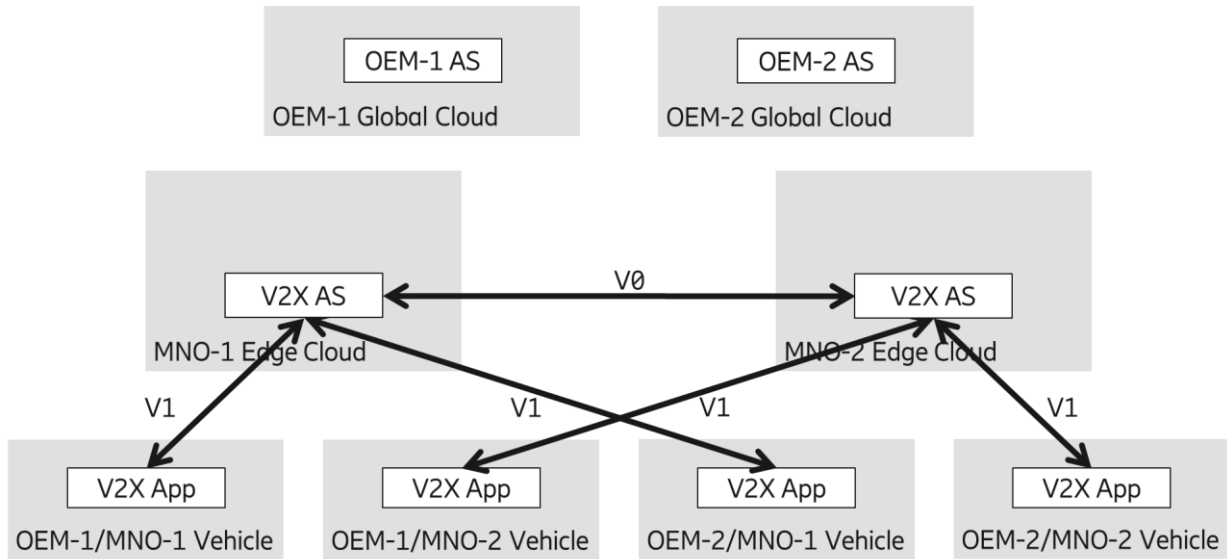 OEM-1 AS
OEM-2 AS
OEM-1 Global Cloud
OEM-2 Global Cloud
V0
V2X AS
V2X AS
MNO-1 Edge Cloud
MNO-2 Edge Cloud
V1
V1
V1
V1
V2X App
V2X App
V2X App
V2X App
OEM-1/MNO-1 Vehicle
OEM-1/MNO-2 Vehicle
OEM-2/MNO-1 Vehicle
OEM-2/MNO-2 Vehicle